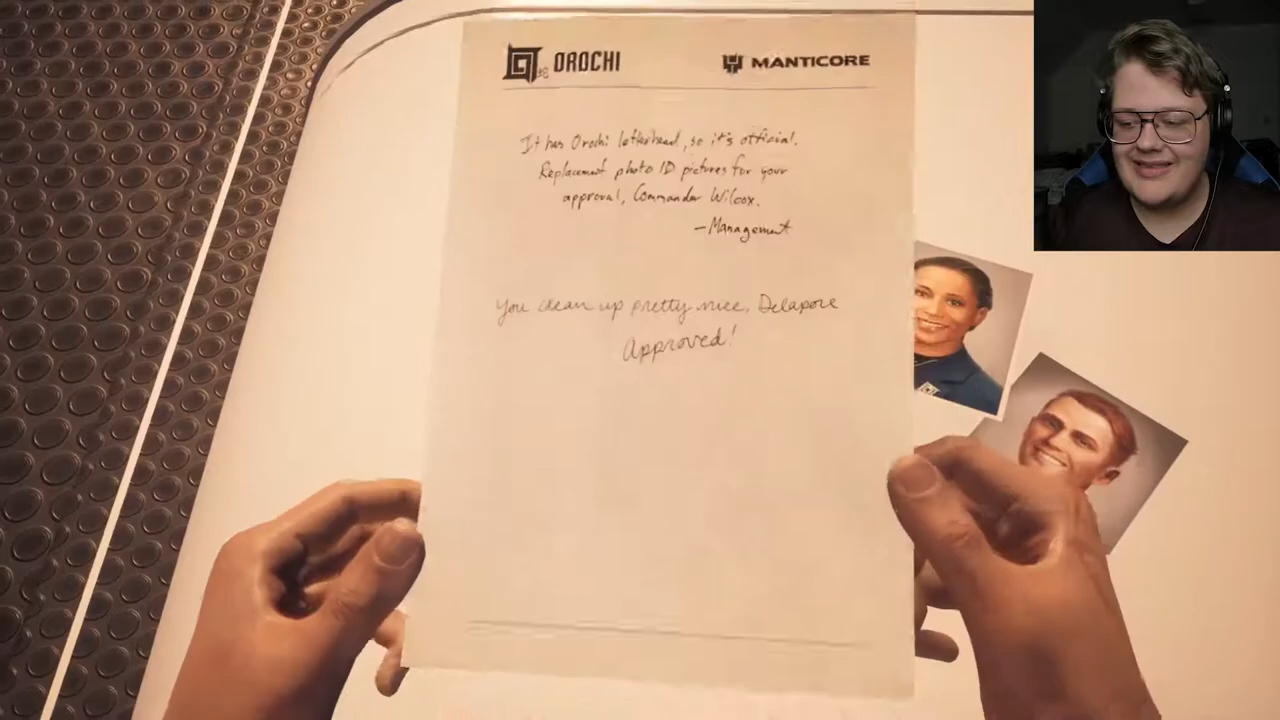 OROCHI MANTICORE
It has Orochi letterhead, so it's official.
Replacement photo ID pictures for your
approval, Commander Wilcox.
—Management
You clean up pretty nice, Delapore
Approved!